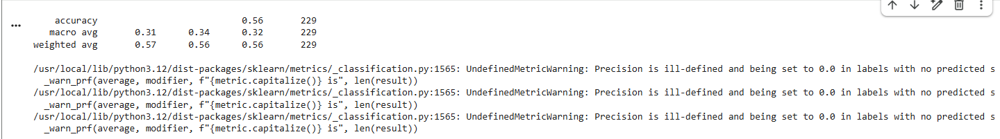 accuracy 0.56 229
macro avg 0.31 0.34 0.32 229
weighted avg 0.57 0.56 0.56 229
/usr/local/lib/python3.12/dist-packages/sklearn/metrics/_classification.py:1565: UndefinedMetricWarning: Precision is ill-defined and being set to 0.0 in labels with no predicted s
_warn_prf(average, modifier, f"{metric.capitalize()} is", len(result))
/usr/local/lib/python3.12/dist-packages/sklearn/metrics/_classification.py:1565: UndefinedMetricWarning: Precision is ill-defined and being set to 0.0 in labels with no predicted s
_warn_prf(average, modifier, f"{metric.capitalize()} is", len(result))
/usr/local/lib/python3.12/dist-packages/sklearn/metrics/_classification.py:1565: UndefinedMetricWarning: Precision is ill-defined and being set to 0.0 in labels with no predicted s
_warn_prf(average, modifier, f"{metric.capitalize()} is", len(result))